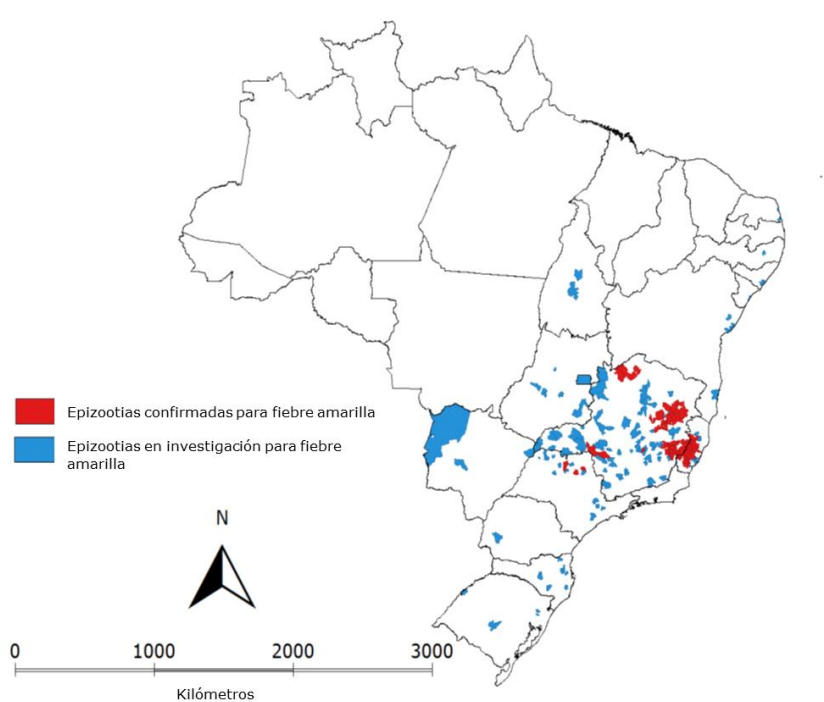 Epizootias confirmadas para fiebre amarilla
Epizootias en investigación para fiebre
amarilla
N
0 1000 2000 3000
Kilómetros